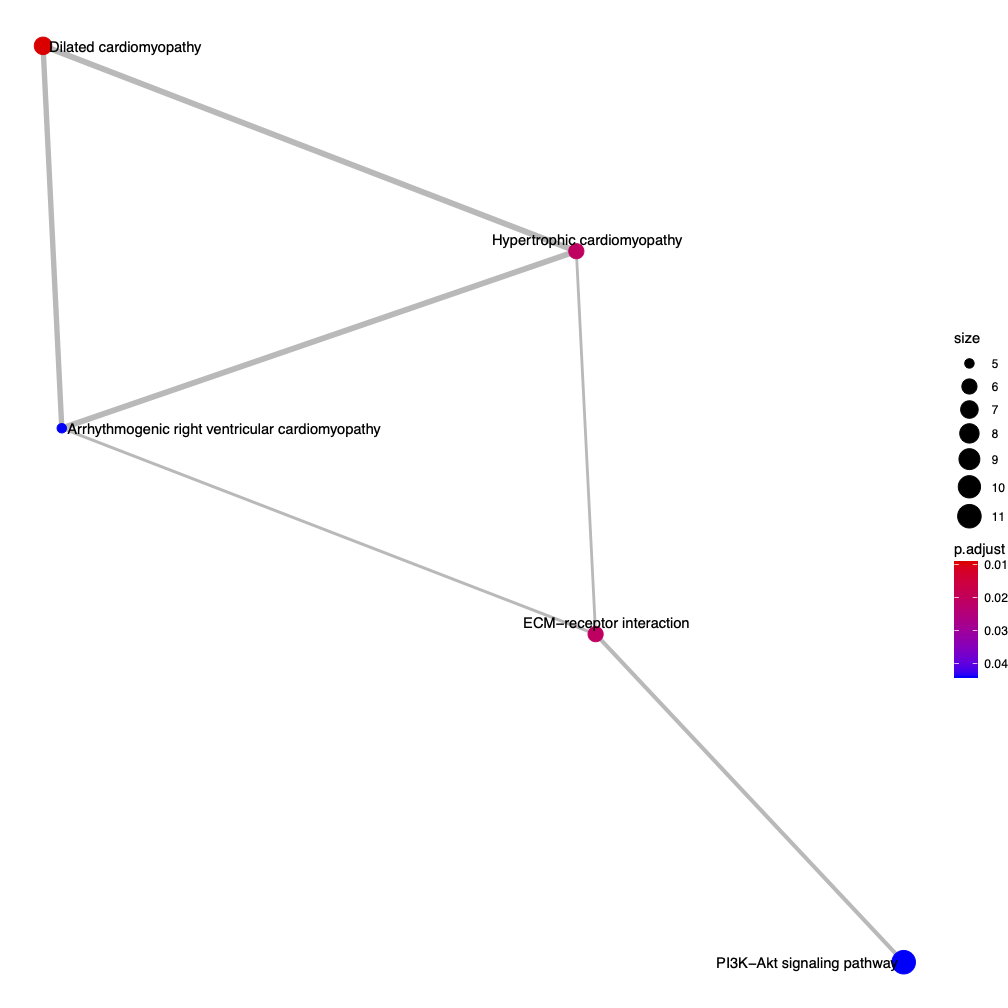 Dilated cardiomyopathy
Hypertrophic cardiomyopathy
Arrhythmogenic right ventricular cardiomyopathy
ECM−receptor interaction
PI3K−Akt signaling pathway
size
5
6
7
8
9
10
11
p.adjust
0.01
0.02
0.03
0.04